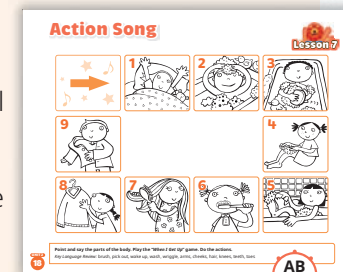 Action Song
Lesson 7
1
2
3
9
4
8
7
6
5
Point and say the parts of the body. Play the "When I Get Up" game. Do the actions.
Key Language Review: brush, pick out, wake up, wash, wriggle, arms, cheeks, hair, knees, teeth, toes
18
AB